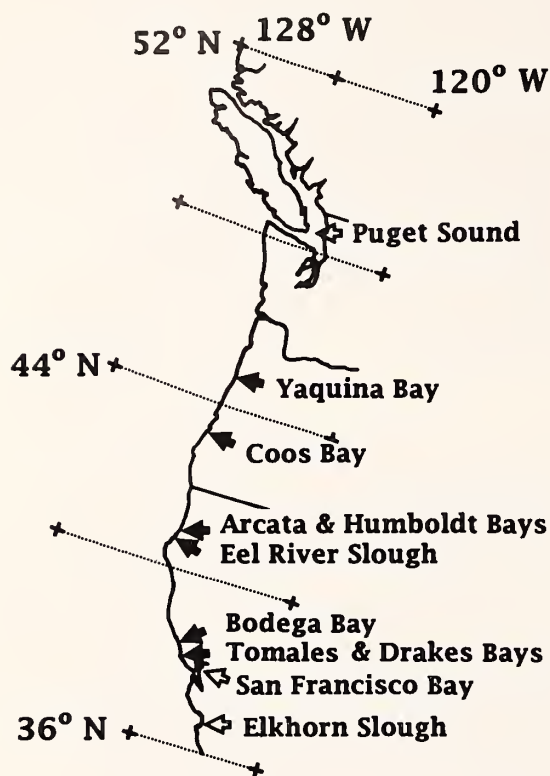 52° N 128° W
120° W
Puget Sound
44° N
Yaquina Bay
Coos Bay
Arcata & Humboldt Bays
Eel River Slough
Bodega Bay
Tomales & Drakes Bays
San Francisco Bay
36° N
Elkhorn Slough